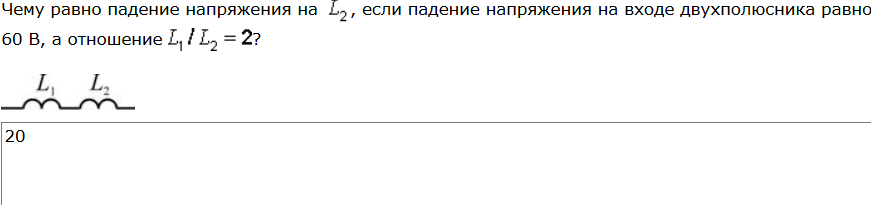 Чему равно падение напряжения на L₂, если падение напряжения на входе двухполюсника равно
60 В, а отношение L₁ / L₂ = 2?
L₁ L₂
20